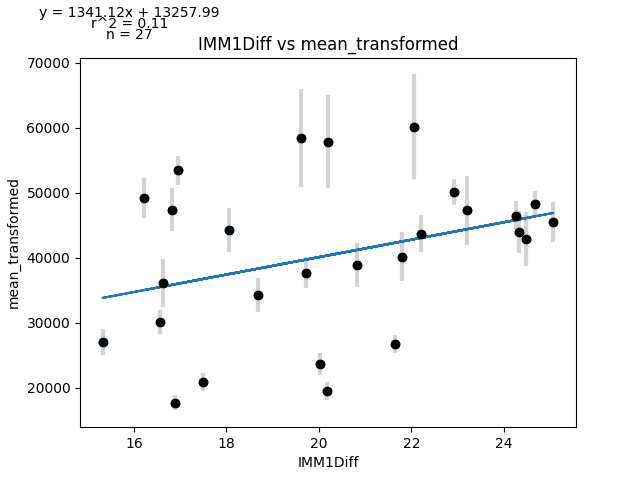 y = 1341.12x + 13257.99
r^2 = 0.11
n = 27
IMM1Diff vs mean_transformed
70000
60000
50000
40000
30000
20000
mean_transformed
16 18 20 22 24
IMM1Diff